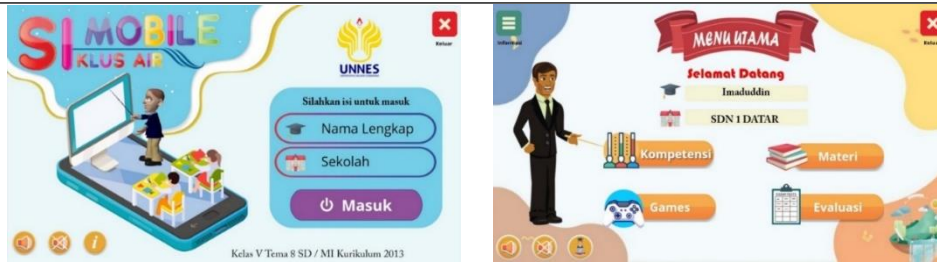 SI MOBILE
KLUS AIR
UNNES
Keluar
Silahkan isi untuk masuk
Nama Lengkap
Sekolah
Masuk
i
Kelas V Tema 8 SD / MI Kurikulum 2013
Informasi
MENU UTAMA
Keluar
Selamat Datang
Imaduddin
SDN 1 DATAR
Kompetensi
Materi
Games
Evaluasi